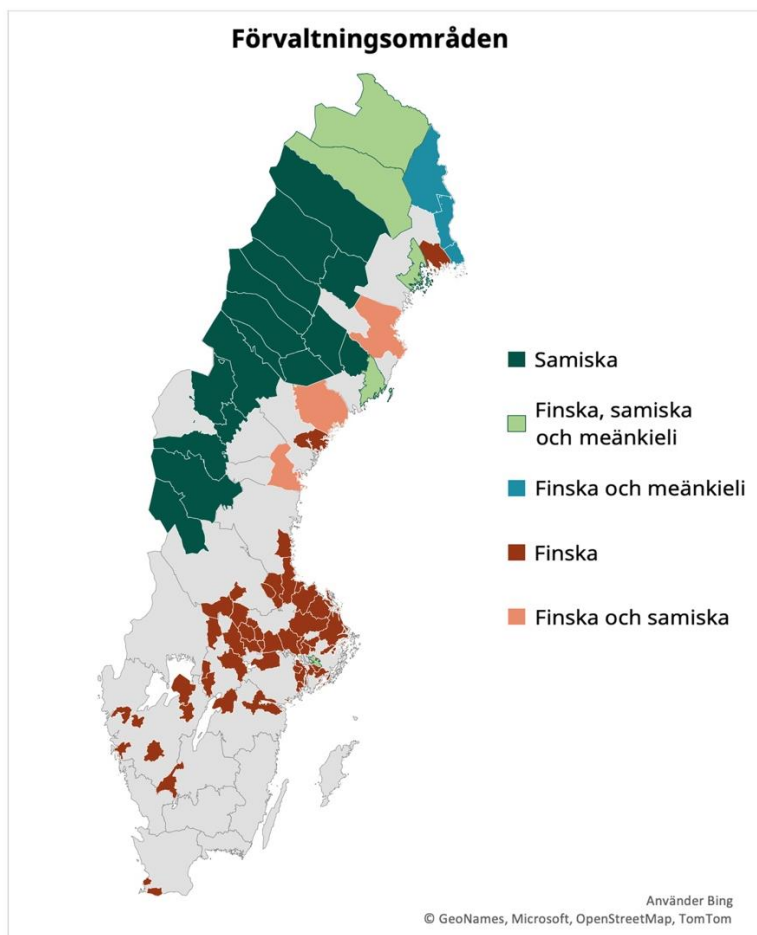 Förvaltningsområden
Samiska
Finska, samiska
och meänkieli
Finska och meänkieli
Finska
Finska och samiska
Använder Bing
© GeoNames, Microsoft, OpenStreetMap, TomTom